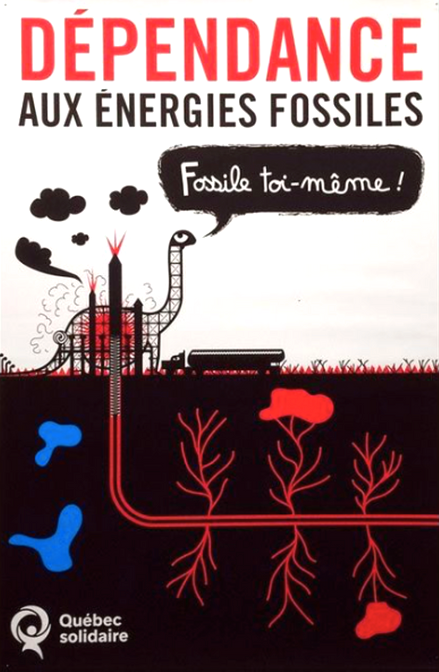 DÉPENDANCE
AUX ÉNERGIES FOSSILES
Fossile toi-même !
Québec
solidaire